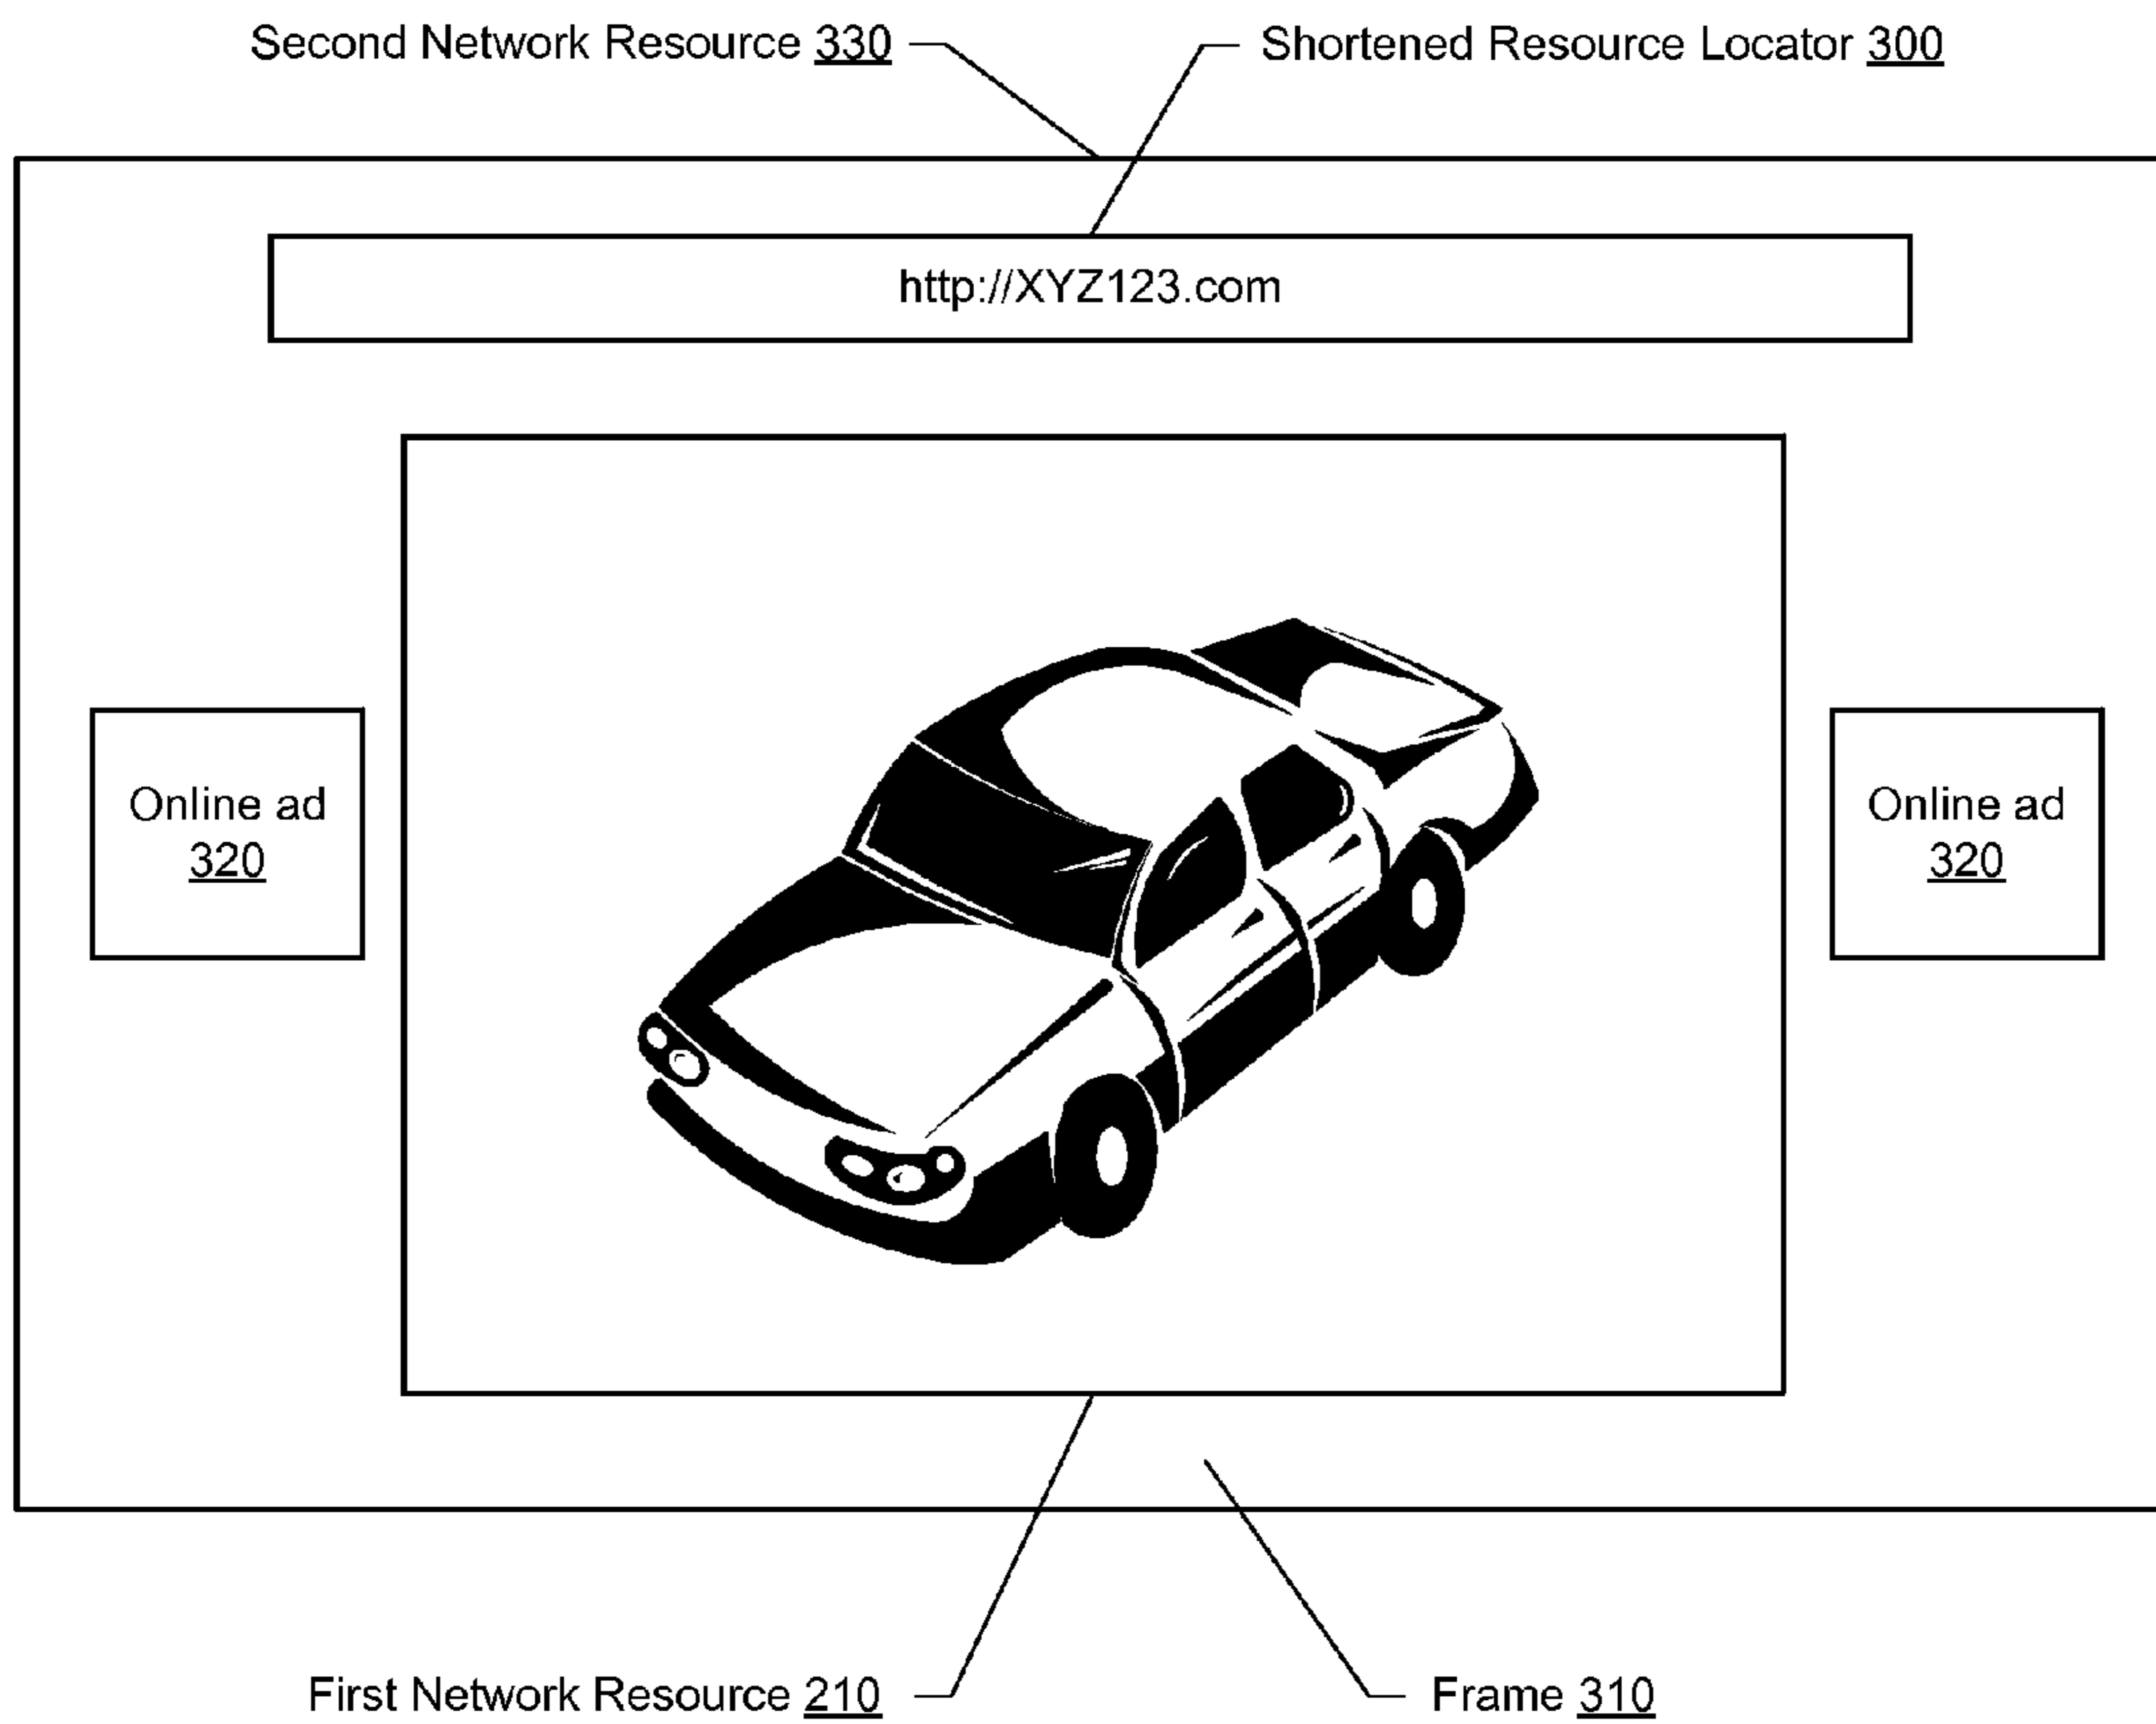 Second Network Resource 330
Shortened Resource Locator 300
http://XYZ123.com
Online ad
320
Online ad
320
First Network Resource 210
Frame 310